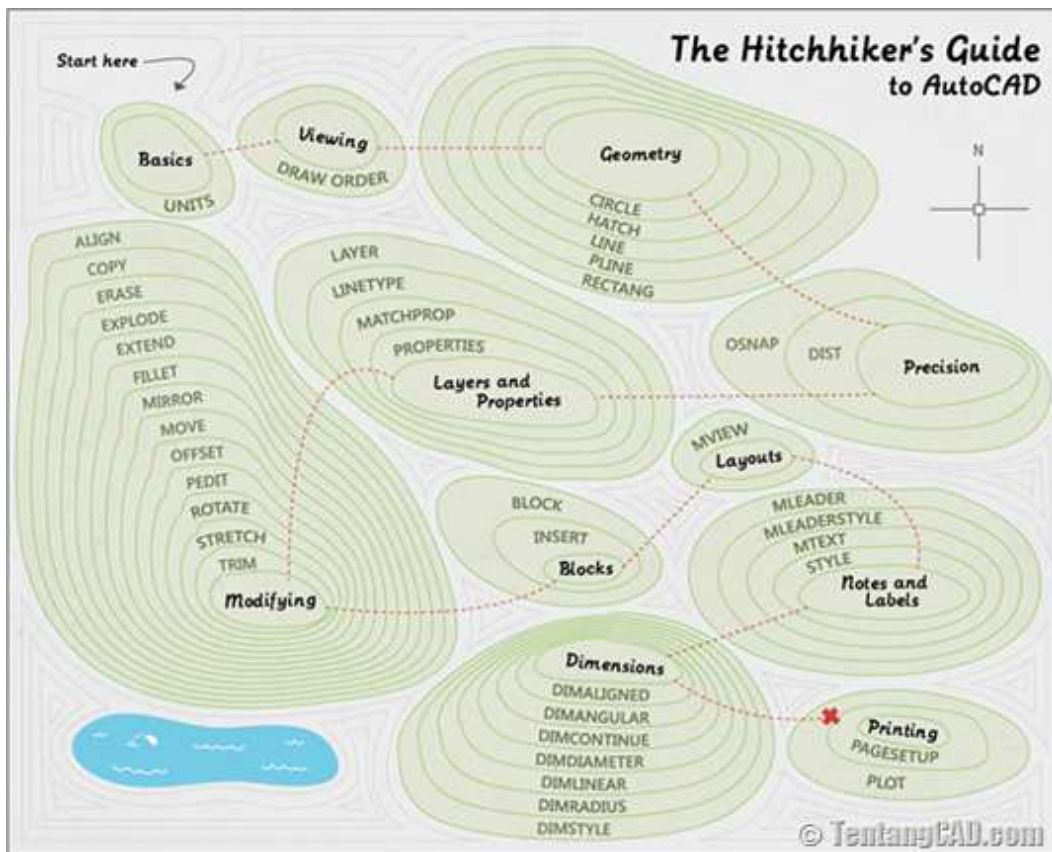 The Hitchhiker's Guide
to AutoCAD
Start here
Basics
UNITS
Viewing
DRAW ORDER
Geometry
CIRCLE
HATCH
LINE
PLINE
RECTANG
N
ALIGN
COPY
ERASE
EXPLODE
EXTEND
FILLET
MIRROR
MOVE
OFFSET
PEDIT
ROTATE
STRETCH
TRIM
Modifying
LAYER
LINETYPE
MATCHPROP
PROPERTIES
Layers and
Properties
OSNAP
DIST
Precision
MVIEW
Layouts
BLOCK
INSERT
Blocks
MLEADER
MLEADERSTYLE
MTEXT
STYLE
Notes and
Labels
Dimensions
DIMALIGNED
DIMANGULAR
DIMCONTINUE
DIMDIAMETER
DIMLINEAR
DIMRADIUS
DIMSTYLE
Printing
PAGESETUP
PLOT
© TentangCAD.com